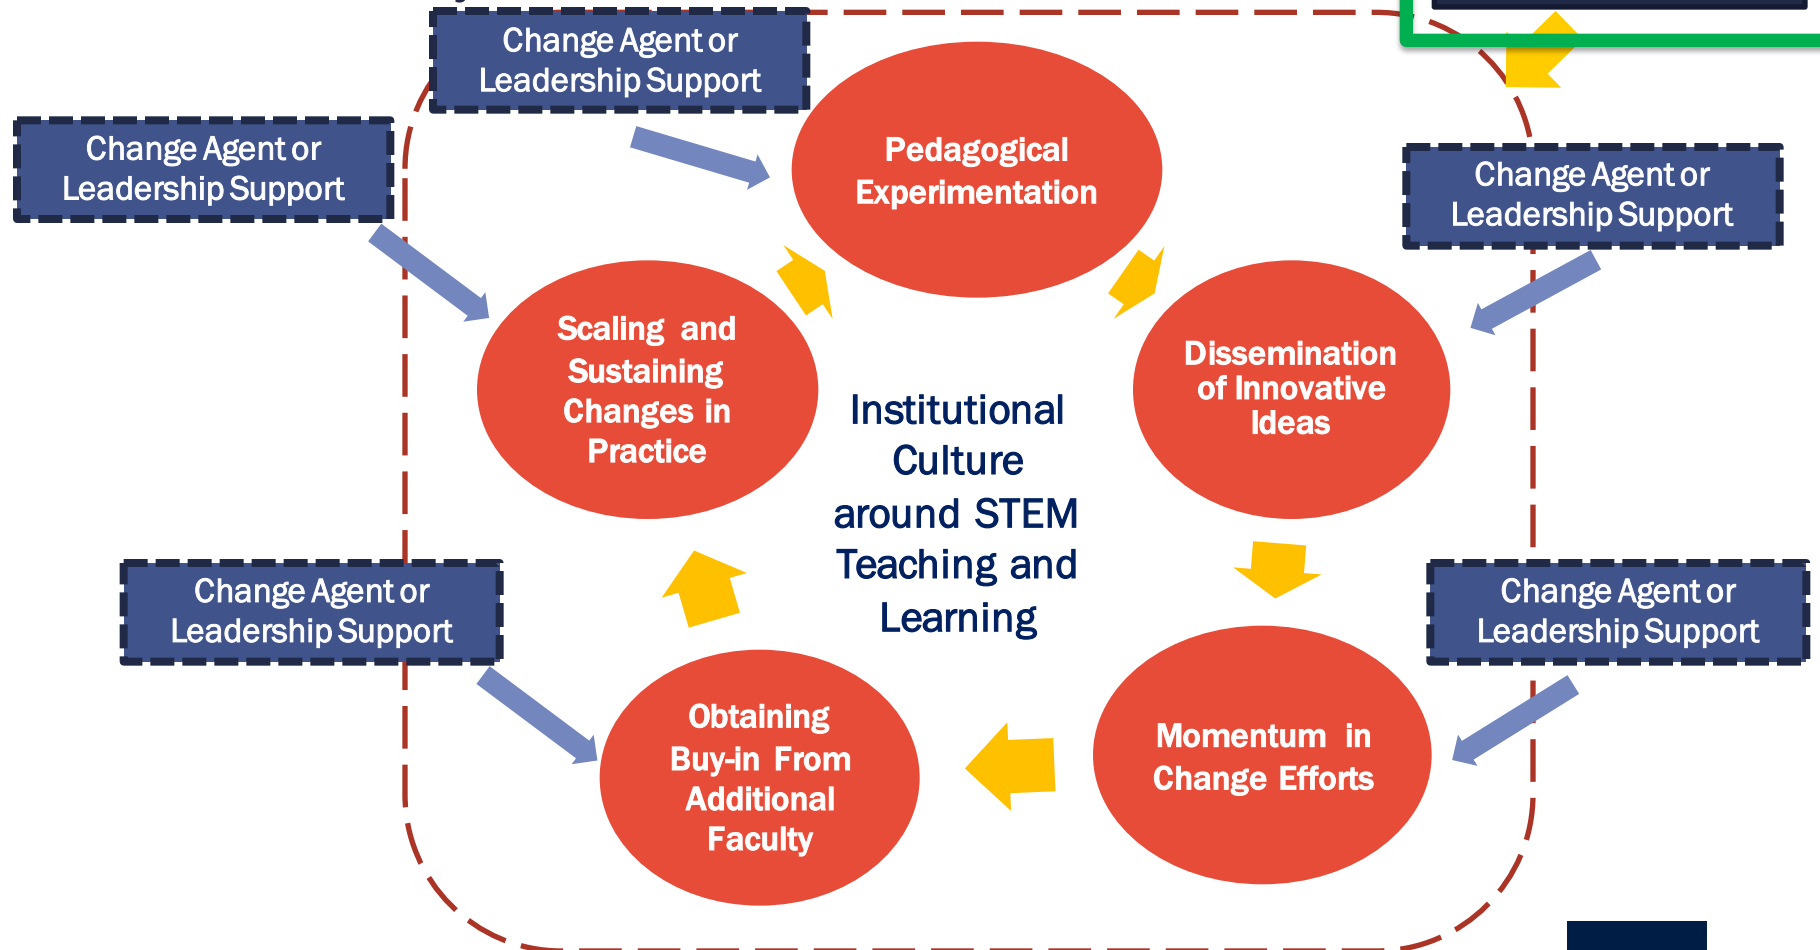 Change Agent or
Leadership Support
Change Agent or
Leadership Support
Pedagogical
Experimentation
Change Agent or
Leadership Support
Scaling and
Sustaining
Changes in
Practice
Dissemination
of Innovative
Ideas
Institutional
Culture
around STEM
Teaching and
Learning
Change Agent or
Leadership Support
Change Agent or
Leadership Support
Obtaining
Buy-in From
Additional
Faculty
Momentum in
Change Efforts